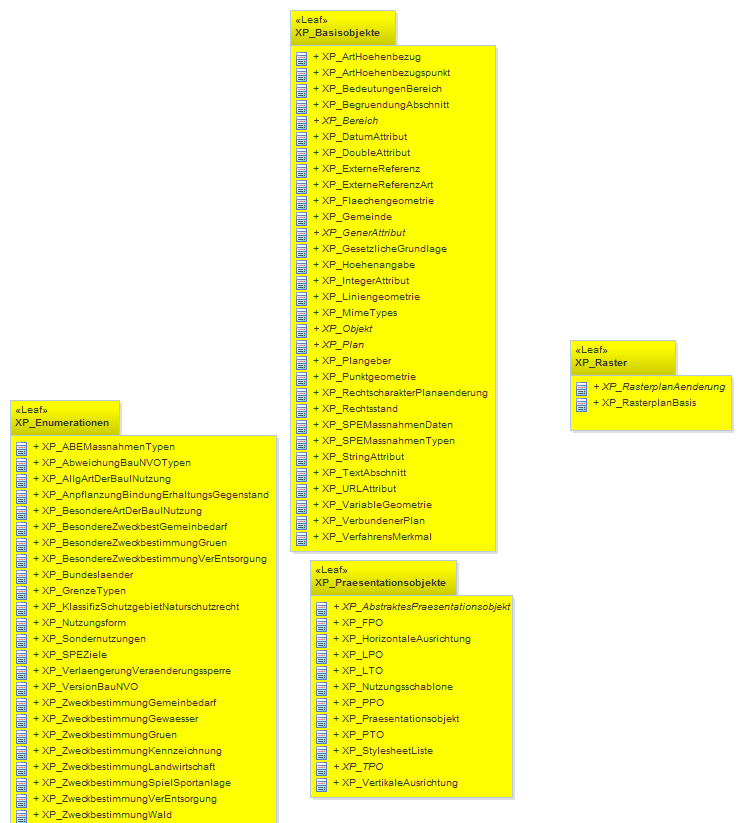 «Leaf»
XP_Basisobjekte
+ XP_ArtHoehenbezug
+ XP_ArtHoehenbezugspunkt
+ XP_BedeutungenBereich
+ XP_BegruendungAbschnitt
+ XP_Bereich
+ XP_DatumAttribut
+ XP_DoubleAttribut
+ XP_ExterneReferenz
+ XP_ExterneReferenzArt
+ XP_Flaechengeometrie
+ XP_Gemeinde
+ XP_GenerAttribut
+ XP_GesetzlicheGrundlage
+ XP_Hoehenangabe
+ XP_IntegerAttribut
+ XP_Liniengeometrie
+ XP_MimeTypes
+ XP_Objekt
+ XP_Plan
+ XP_Plangeber
+ XP_Punktgeometrie
+ XP_RechtscharakterPlanaenderung
+ XP_Rechtsstand
+ XP_SPEMassnahmenDaten
+ XP_SPEMassnahmenTypen
+ XP_StringAttribut
+ XP_TextAbschnitt
+ XP_URLAttribut
+ XP_VariableGeometrie
+ XP_VerbundenerPlan
+ XP_VerfahrensMerkmal
«Leaf»
XP_Raster
+ XP_RasterplanAenderung
+ XP_RasterplanBasis
«Leaf»
XP_Enumerationen
+ XP_ABEMassnahmenTypen
+ XP_AbweichungBauNVOTypen
+ XP_AllgArtDerBaulNutzung
+ XP_AnpflanzungBindungErhaltungsGegenstand
+ XP_BesondereArtDerBaulNutzung
+ XP_BesondereZweckbestGemeinbedarf
+ XP_BesondereZweckbestimmungGruen
+ XP_BesondereZweckbestimmungVerEntsorgung
+ XP_Bundeslaender
+ XP_GrenzeTypen
+ XP_KlassifizSchutzgebietNaturschutzrecht
+ XP_Nutzungsform
+ XP_Sondernutzungen
+ XP_SPEZiele
+ XP_VerlaengerungVeraenderungssperre
+ XP_VersionBauNVO
+ XP_ZweckbestimmungGemeinbedarf
+ XP_ZweckbestimmungGewaesser
+ XP_ZweckbestimmungGruen
+ XP_ZweckbestimmungKennzeichnung
+ XP_ZweckbestimmungLandwirtschaft
+ XP_ZweckbestimmungSpielSportanlage
+ XP_ZweckbestimmungVerEntsorgung
+ XP_ZweckbestimmungWald
«Leaf»
XP_Praesentationsobjekte
+ XP_AbstraktesPraesentationsobjekt
+ XP_FPO
+ XP_HorizontaleAusrichtung
+ XP_LPO
+ XP_LTO
+ XP_Nutzungsschablone
+ XP_PPO
+ XP_Praesentationsobjekt
+ XP_PTO
+ XP_StylesheetListe
+ XP_TPO
+ XP_VertikaleAusrichtung